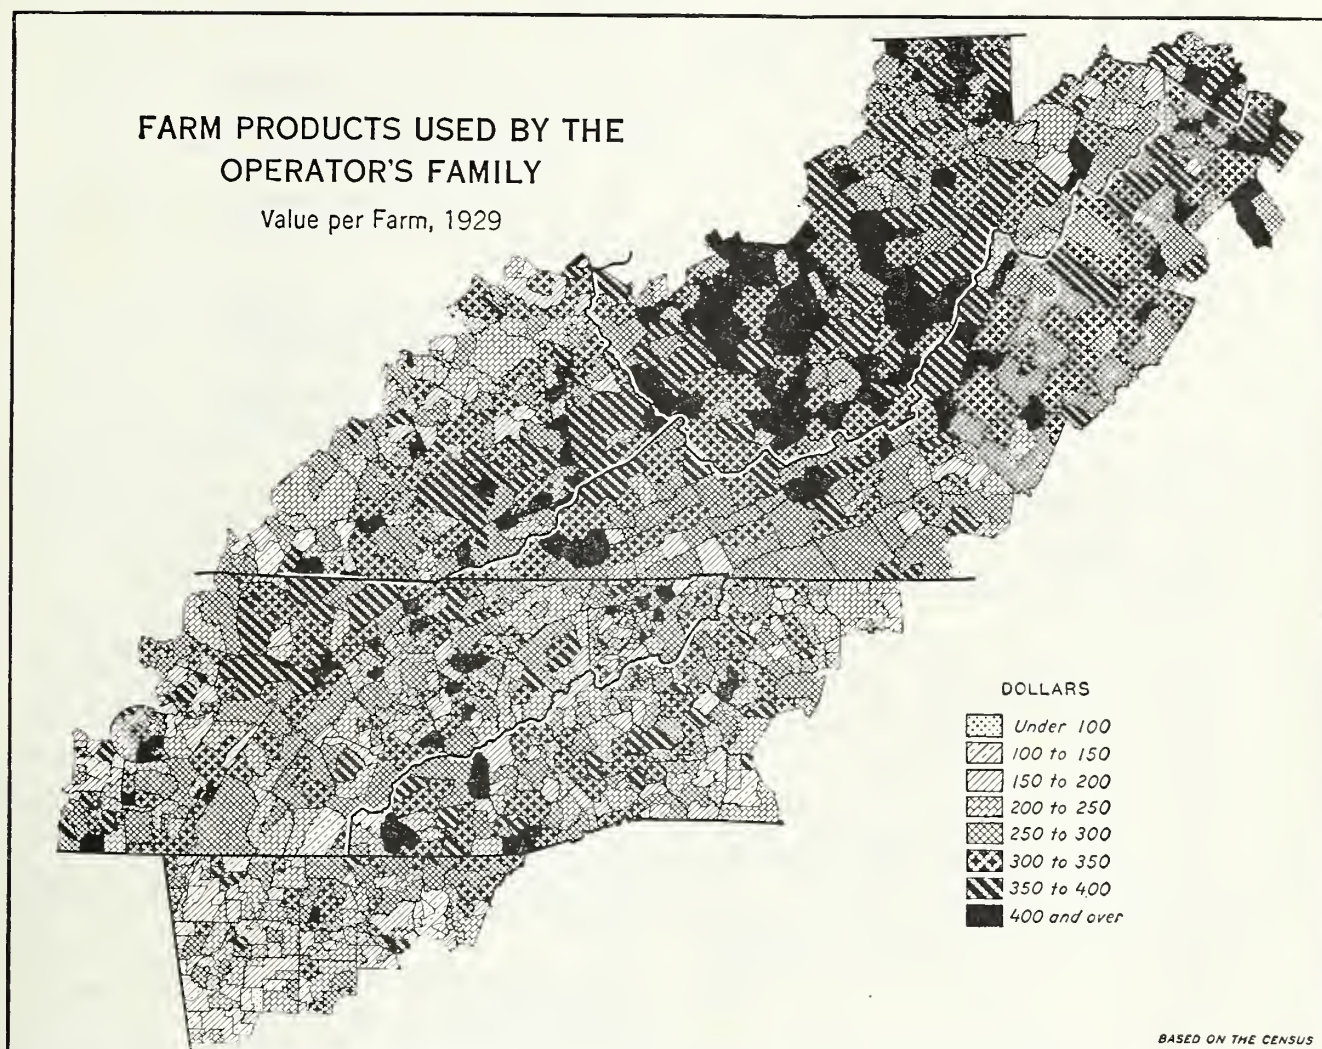 FARM PRODUCTS USED BY THE
OPERATOR'S FAMILY
Value per Farm, 1929
DOLLARS
Under 100
100 to 150
150 to 200
200 to 250
250 to 300
300 to 350
350 to 400
400 and over
BASED ON THE CENSUS